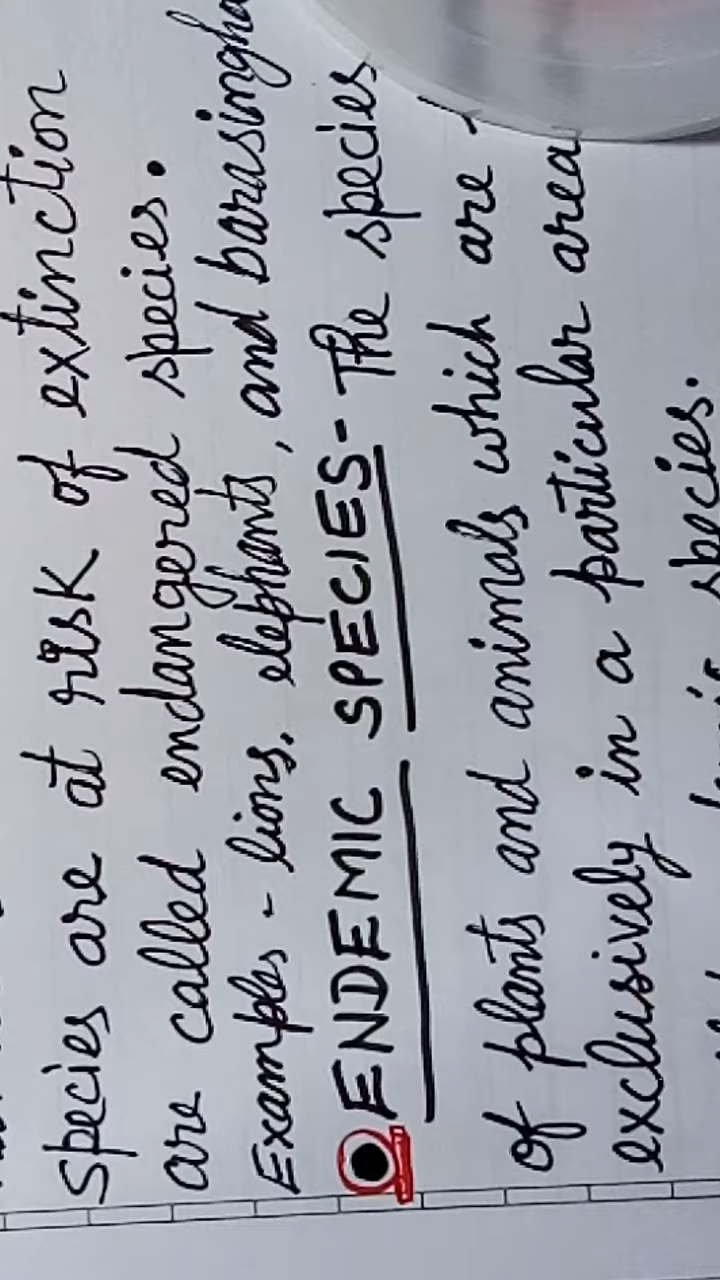 species are at risk of extinction
are called endangered species.
Examples - lions, elephants, and barasingha
ENDEMIC SPECIES - The species
of plants and animals which are
exclusively in a particular area
species.